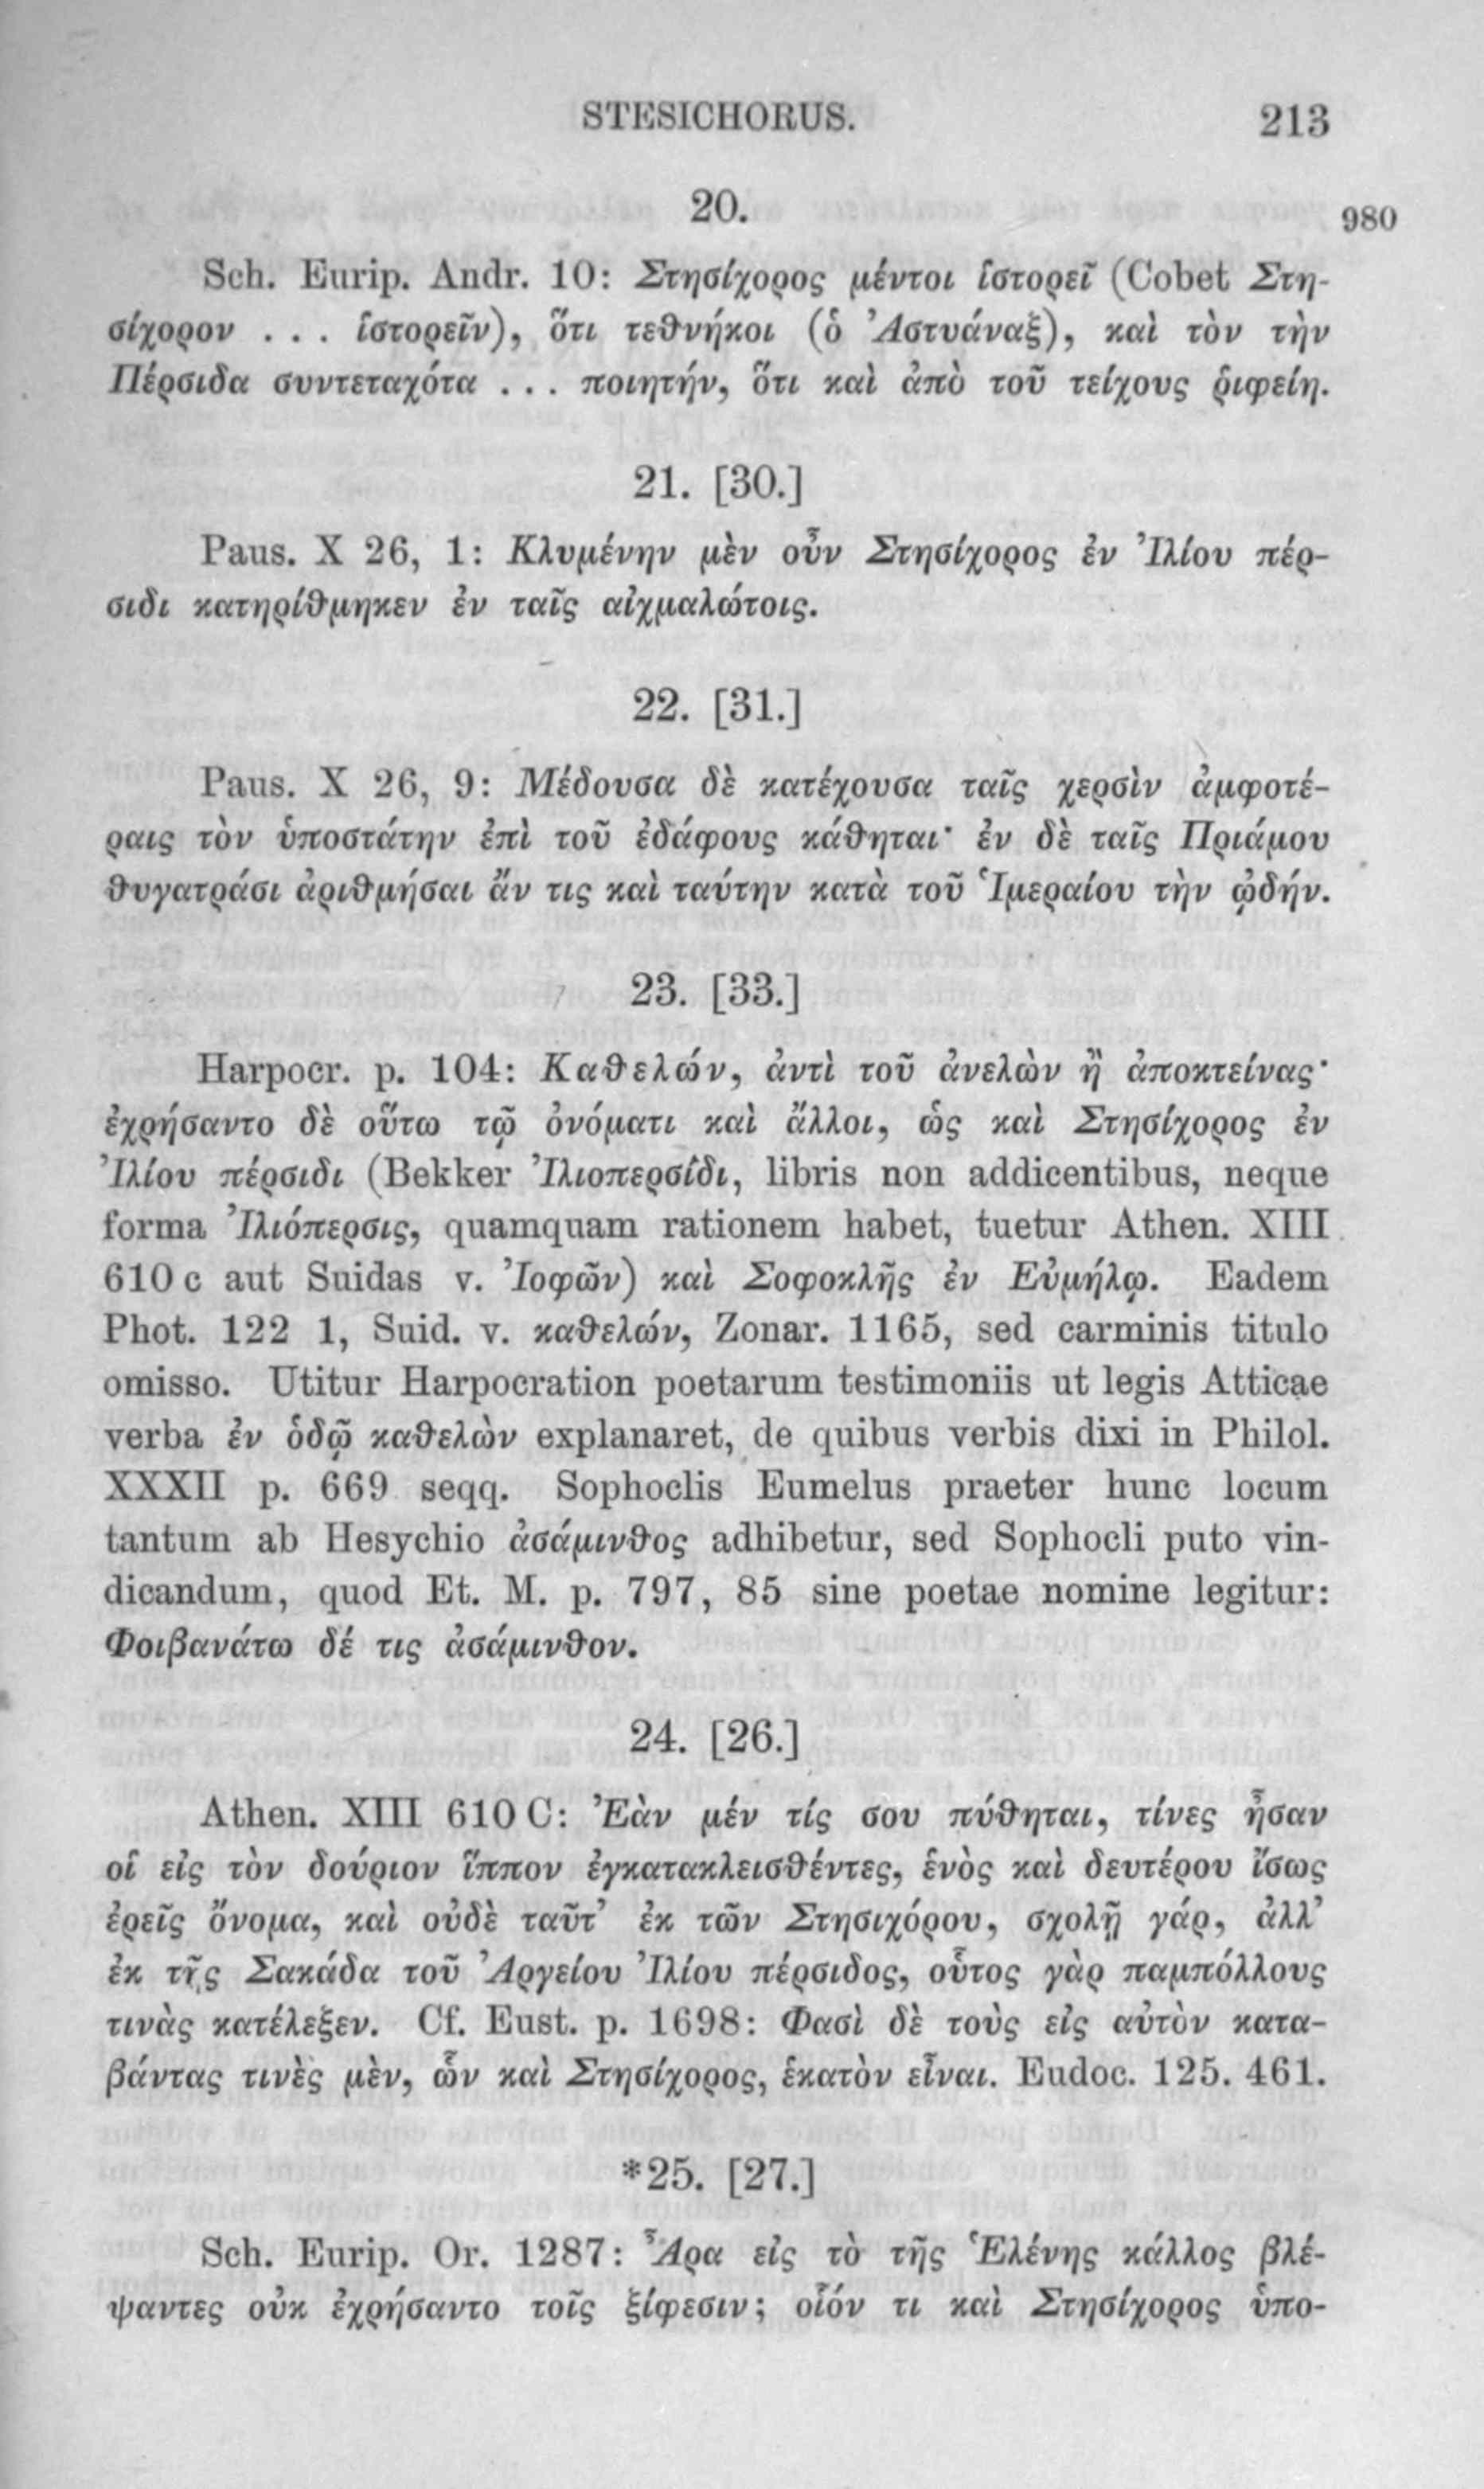 STESICHORUS. 213
20.
980
Sch. Eurip. Andr. 10: Στησίχορος μέντοι ἱστορεῖ (Cobet Στη-
σίχορον . . . ἱστορεῖν), ὅτι τεθνήκοι (ὁ Ἀστυάναξ), καὶ τὸν τὴν
Πέρσιδα συντεταχότα . . . ποιητήν, ὅτι καὶ ἀπὸ τοῦ τείχους ῥιφείη.
21. [30.]
Paus. X 26, 1: Κλυμένην μὲν οὖν Στησίχορος ἐν Ἰλίου πέρ-
σιδι κατηρίθμηκεν ἐν ταῖς αἰχμαλώτοις.
22. [31.]
Paus. X 26, 9: Μέδουσα δὲ κατέχουσα ταῖς χερσὶν ἀμφοτέ-
ραις τὸν ὑποστάτην ἐπὶ τοῦ ἐδάφους κάθηται· ἐν δὲ ταῖς Πριάμου
θυγατράσι ἀριθμήσαι ἄν τις καὶ ταύτην κατὰ τοῦ Ἱμεραίου τὴν ᾠδήν.
23. [33.]
Harpocr. p. 104: Καθελών, ἀντὶ τοῦ ἀνελὼν ἢ ἀποκτείνας·
ἐχρήσαντο δὲ οὕτω τῷ ὀνόματι καὶ ἄλλοι, ὡς καὶ Στησίχορος ἐν
Ἰλίου πέρσιδι (Bekker Ἰλιοπερσίδι, libris non addicentibus, neque
forma Ἰλιόπερσις, quamquam rationem habet, tuetur Athen. XIII
610 c aut Suidas v. Ἰοφῶν) καὶ Σοφοκλῆς ἐν Εὐμήλῳ. Eadem
Phot. 122 1, Suid. v. καθελών, Zonar. 1165, sed carminis titulo
omisso. Utitur Harpocration poetarum testimoniis ut legis Atticae
verba ἐν ὁδῷ καθελὼν explanaret, de quibus verbis dixi in Philol.
XXXII p. 669 seqq. Sophoclis Eumelus praeter hunc locum
tantum ab Hesychio ἀσάμινθος adhibetur, sed Sophocli puto vin-
dicandum, quod Et. M. p. 797, 85 sine poetae nomine legitur:
Φοιβανάτω δέ τις ἀσάμινθον.
24. [26.]
Athen. XIII 610 C: Ἐὰν μέν τίς σου πύθηται, τίνες ἦσαν
οἱ εἰς τὸν δούριον ἵππον ἐγκατακλεισθέντες, ἑνὸς καὶ δευτέρου ἴσως
ἐρεῖς ὄνομα, καὶ οὐδὲ ταῦτ’ ἐκ τῶν Στησιχόρου, σχολῇ γάρ, ἀλλ’
ἐκ τῆς Σακάδα τοῦ Ἀργείου Ἰλίου πέρσιδος, οὗτος γὰρ παμπόλλους
τινὰς κατέλεξεν. Cf. Eust. p. 1698: Φασὶ δὲ τοὺς εἰς αὐτὸν κατα-
βάντας τινὲς μὲν, ὧν καὶ Στησίχορος, ἑκατὸν εἶναι. Eudoc. 125. 461.
*25. [27.]
Sch. Eurip. Or. 1287: Ἆρα εἰς τὸ τῆς Ἑλένης κάλλος βλέ-
ψαντες οὐκ ἐχρήσαντο τοῖς ξίφεσιν; οἷόν τι καὶ Στησίχορος ὑπο-